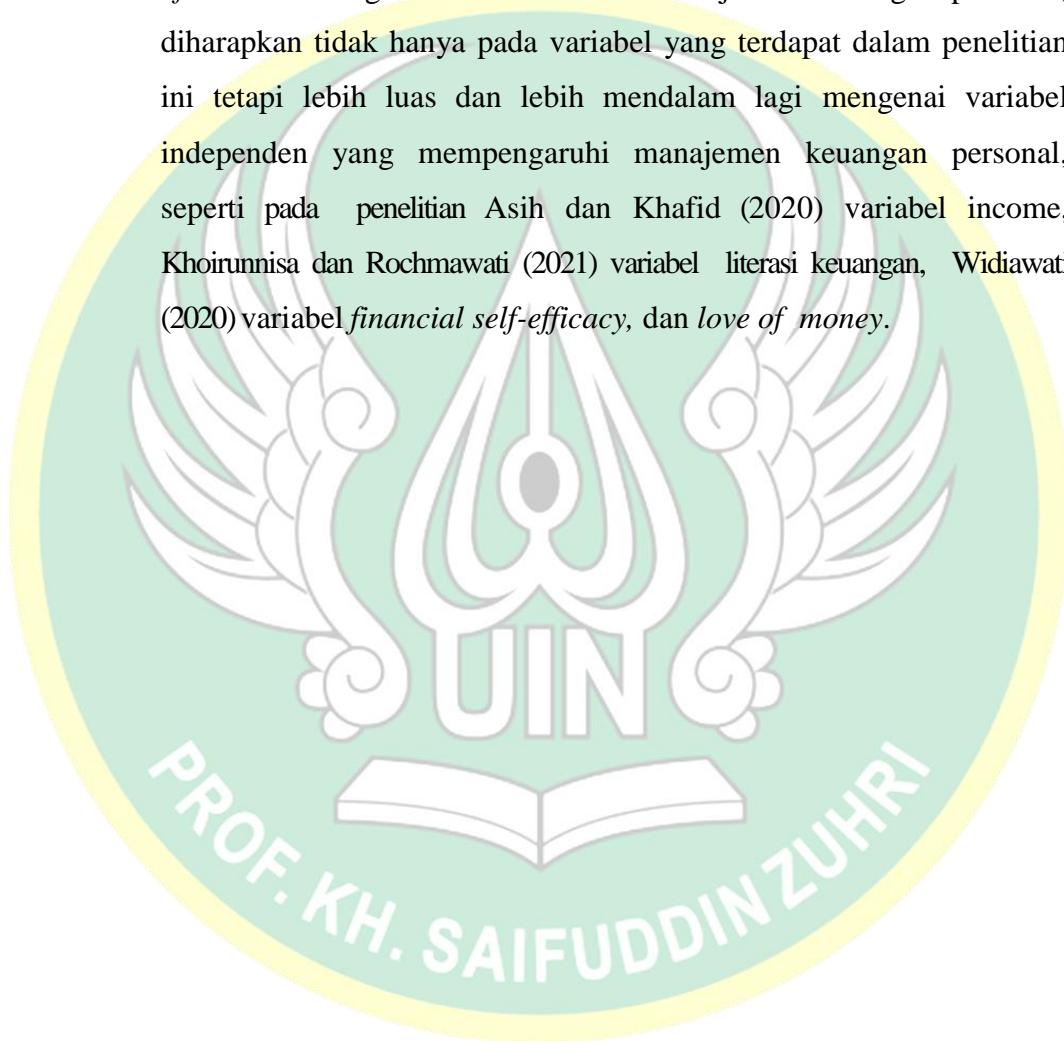 diharapkan tidak hanya pada variabel yang terdapat dalam penelitian
ini tetapi lebih luas dan lebih mendalam lagi mengenai variabel
independen yang mempengaruhi manajemen keuangan personal,
seperti pada penelitian Asih dan Khafid (2020) variabel income,
Khoirunnisa dan Rochmawati (2021) variabel literasi keuangan, Widiawati
(2020) variabel financial self-efficacy, dan love of money.
UIN
PROF. KH. SAIFUDDIN ZUHRI